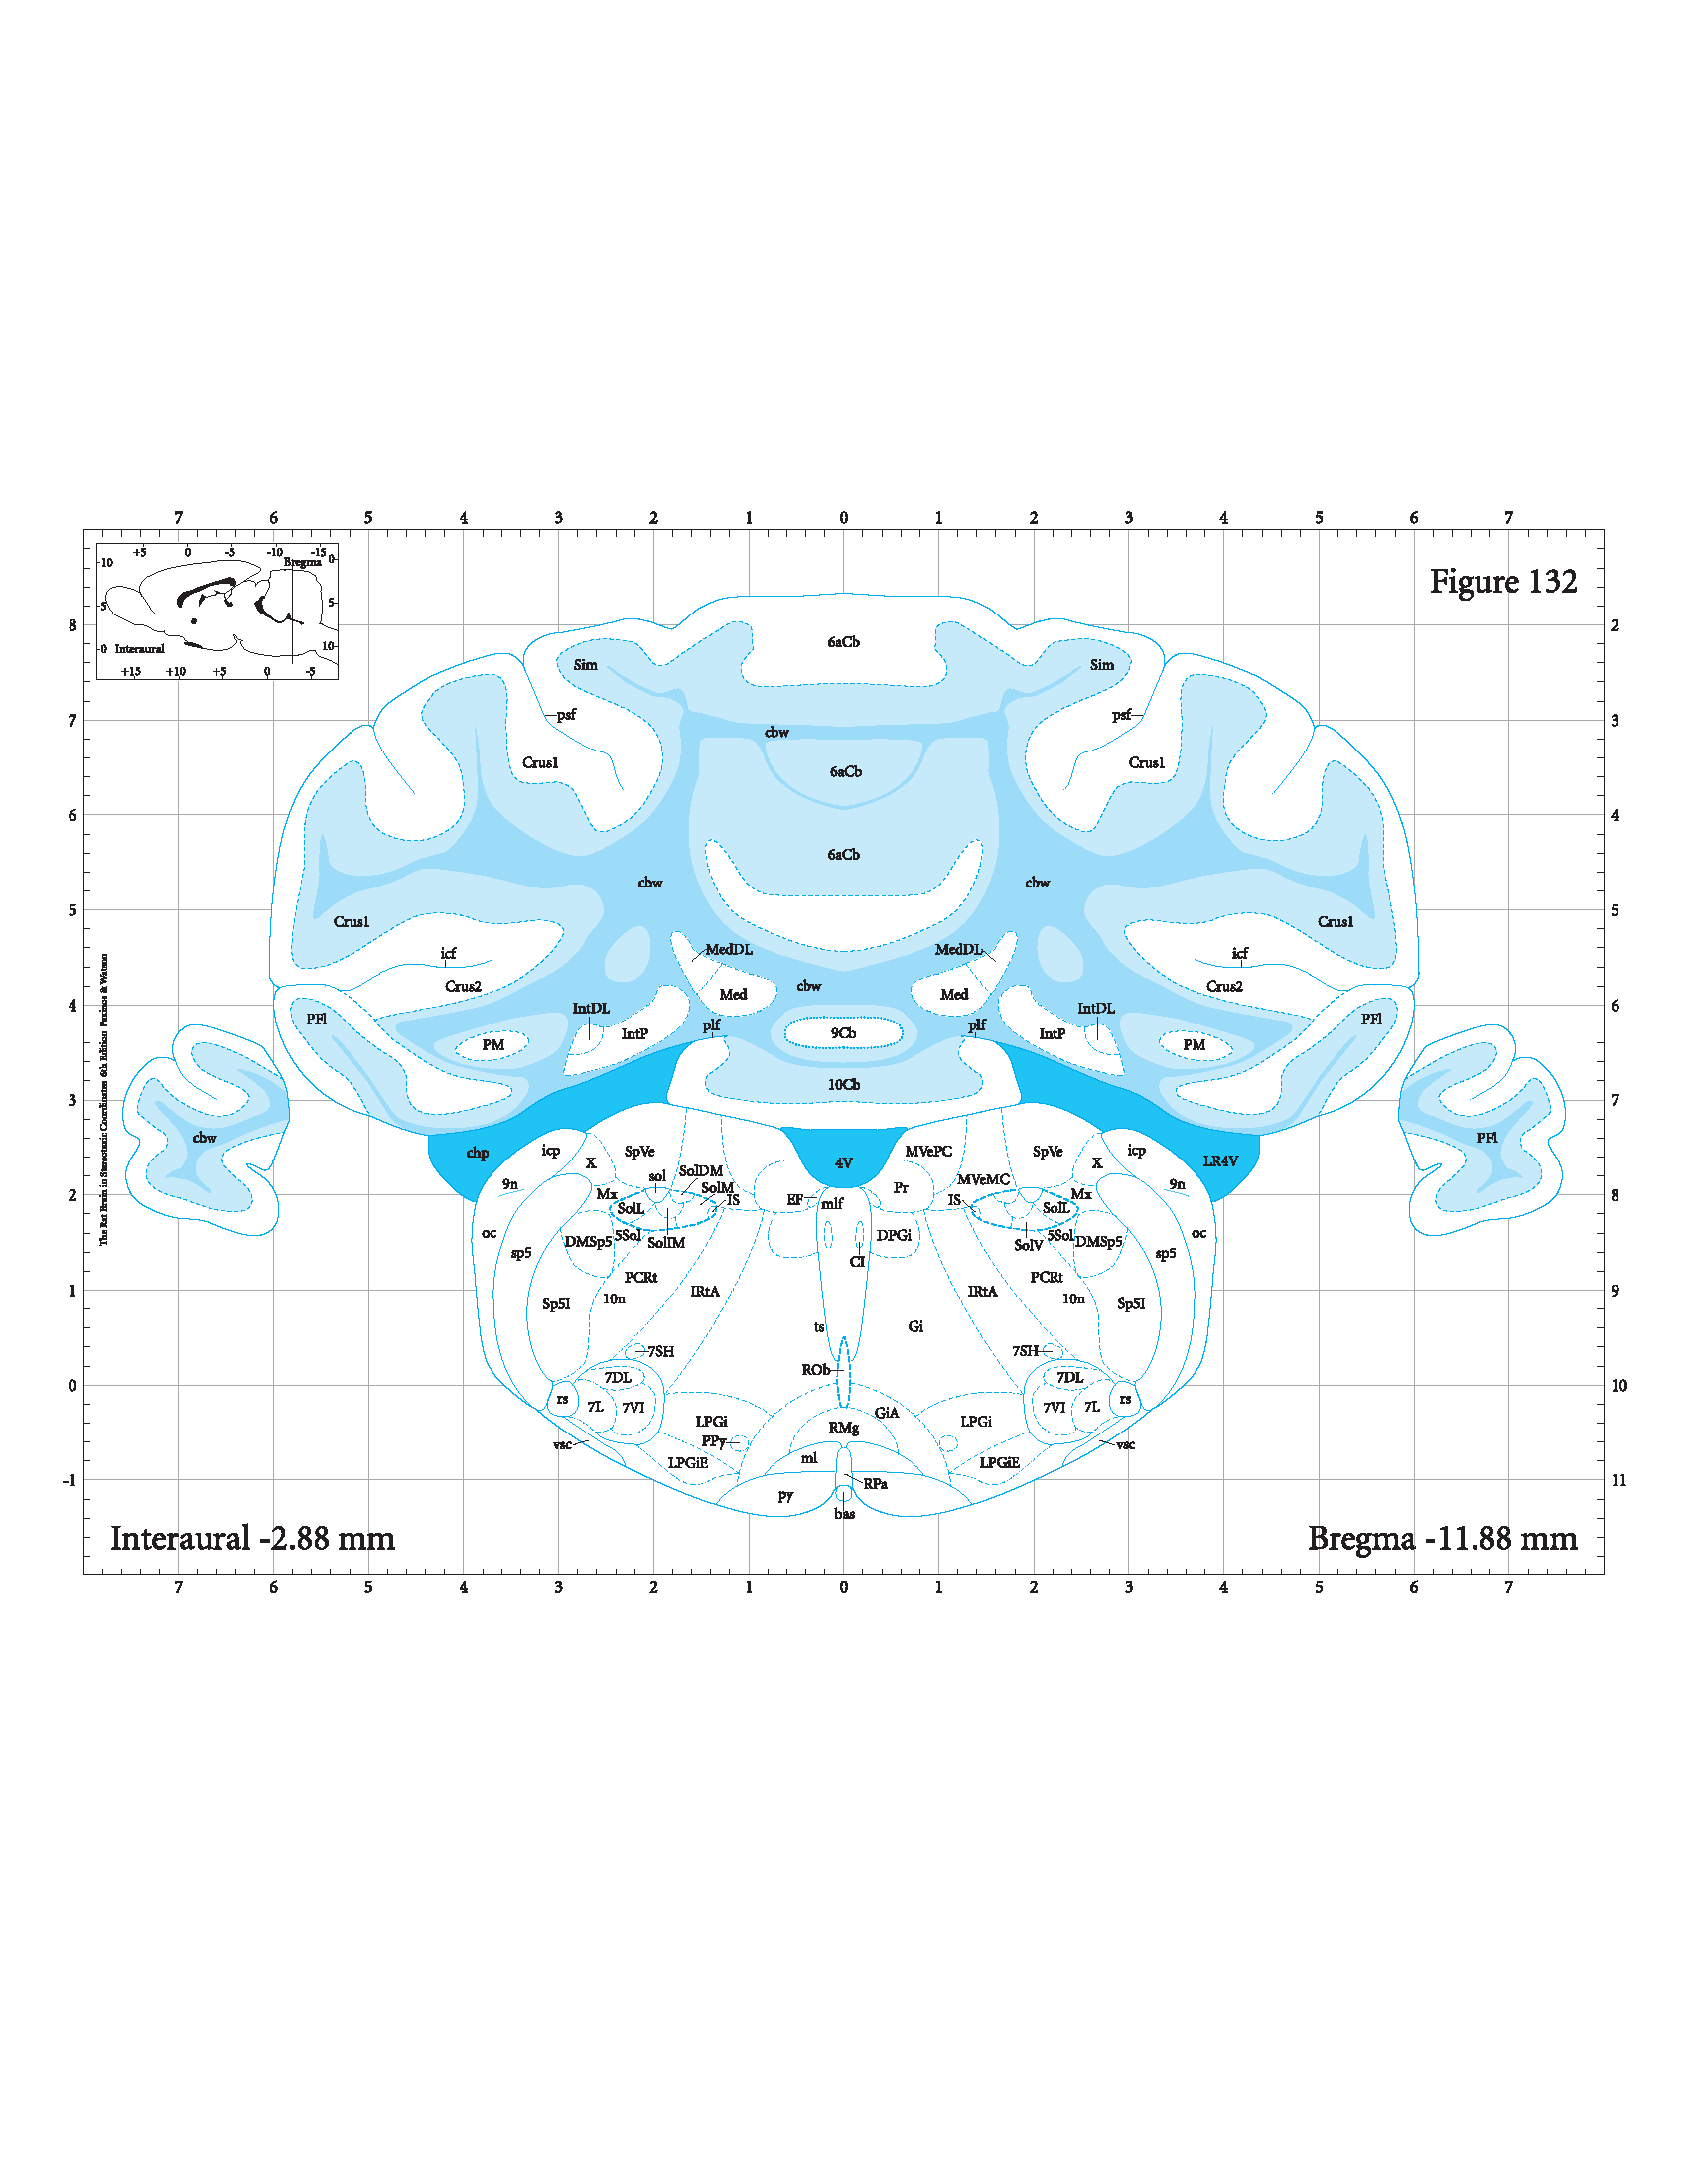 7 6 5 4 3 2 1 0 1 2 3 4 5 6 7
+5 0 -5 -10 -15
Bregma 0
10
5 5
0 Interaural 10
+15 +10 +5 0 -5
Figure 132
8 6aCb 2
Sim Sim
7 psf psf 3
cbw
Crus1 6aCb Crus1
6 4
6aCb
cbw cbw
5 5
Crus1 Crus1
icf MedDL MedDL icf
Crus2 Med cbw Med Crus2
4 6
IntDL IntDL
PFl plf plf PFl
IntP 9Cb IntP
PM PM
10Cb
3 7
cbw PFl
chp icp SpVe MVePC SpVe icp LR4V
X 4V X
sol SolDM MVeMC
9n SolM Pr 9n
2 Mx IS EF mlf IS Mx 8
SolL SolL
oc 5Sol DPGi 5Sol oc
DMSp5 SolIM SolV DMSp5
sp5 CI sp5
PCRt PCRt
1 10n IRtA IRtA 10n 9
Sp5I Sp5I
ts Gi
7SH 7SH
ROb
0 7DL 7DL 10
rs 7L 7VI 7VI 7L rs
LPGi GiA LPGi
RMg
vsc PPy vsc
LPGiE ml LPGiE
-1 11
py RPa
bas
Interaural -2.88 mm
Bregma -11.88 mm
7 6 5 4 3 2 1 0 1 2 3 4 5 6 7
The Rat Brain in Stereotaxic Coordinates 6th Edition Paxinos & Watson